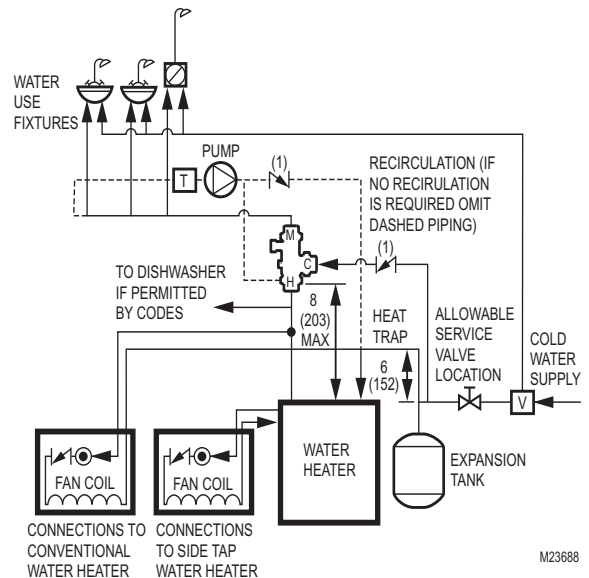 WATER
USE
FIXTURES
PUMP
(1)
T
RECIRCULATION (IF
NO RECIRULATION
IS REQUIRED OMIT
DASHED PIPING)
M
C
H
(1)
TO DISHWASHER
IF PERMITTED
BY CODES
8
(203)
MAX
HEAT
TRAP
6
(152)
ALLOWABLE
SERVICE
VALVE
LOCATION
COLD
WATER
SUPPLY
V
FAN COIL
FAN COIL
WATER
HEATER
EXPANSION
TANK
CONNECTIONS TO
CONVENTIONAL
WATER HEATER
CONNECTIONS
TO SIDE TAP
WATER HEATER
M23688